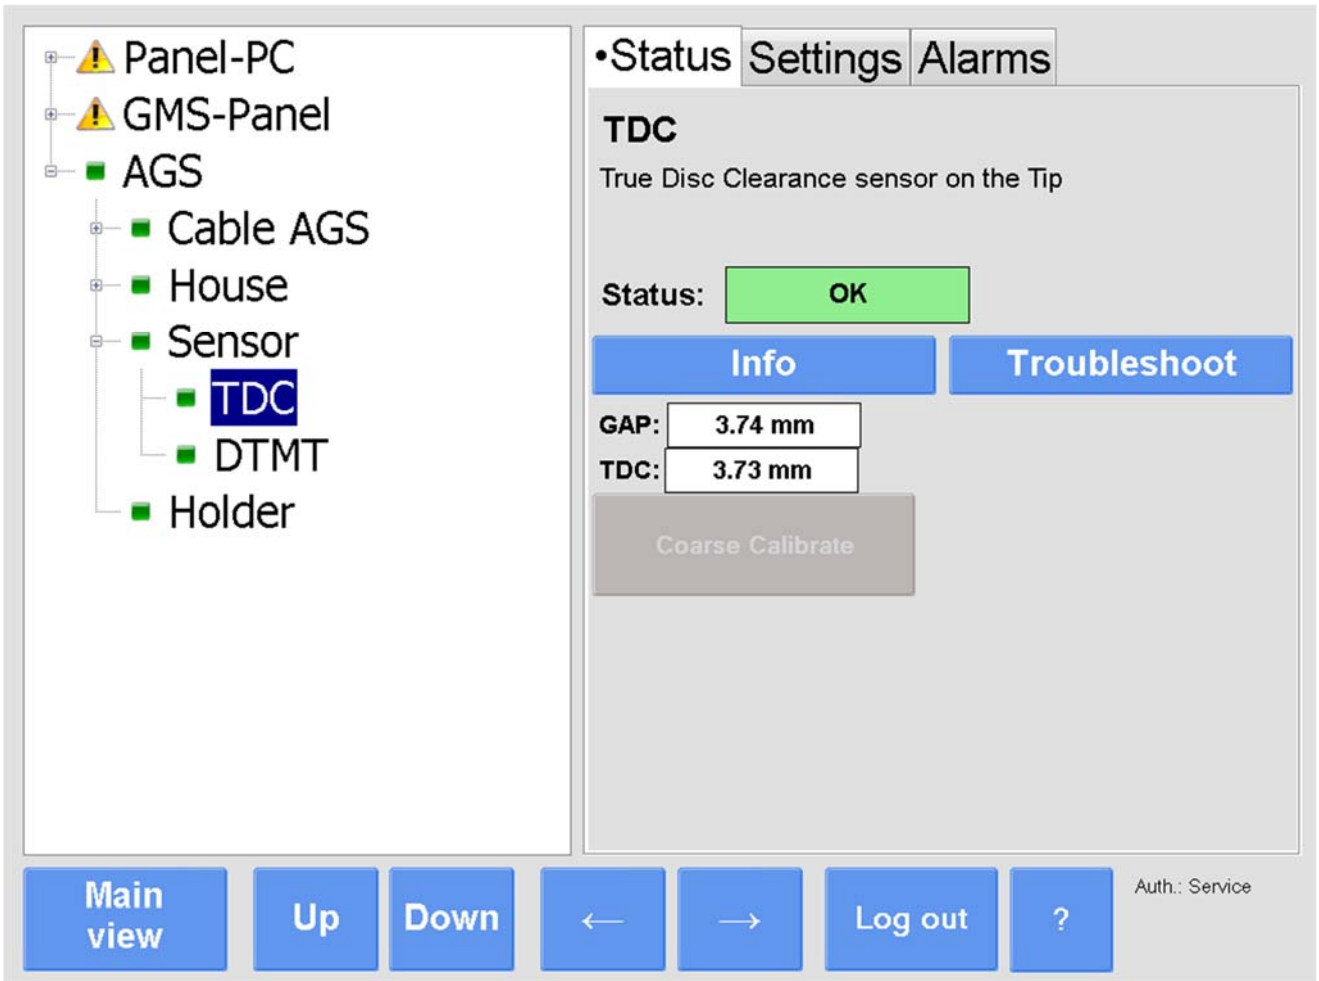 Panel-PC
GMS-Panel
AGS
Cable AGS
House
Sensor
TDC
DTMT
Holder
•Status Settings Alarms
TDC
True Disc Clearance sensor on the Tip
Status: OK
Info Troubleshoot
GAP: 3.74 mm
TDC: 3.73 mm
Coarse Calibrate
Main view Up Down ← → Log out ?
Auth.: Service